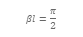 βl = π/2